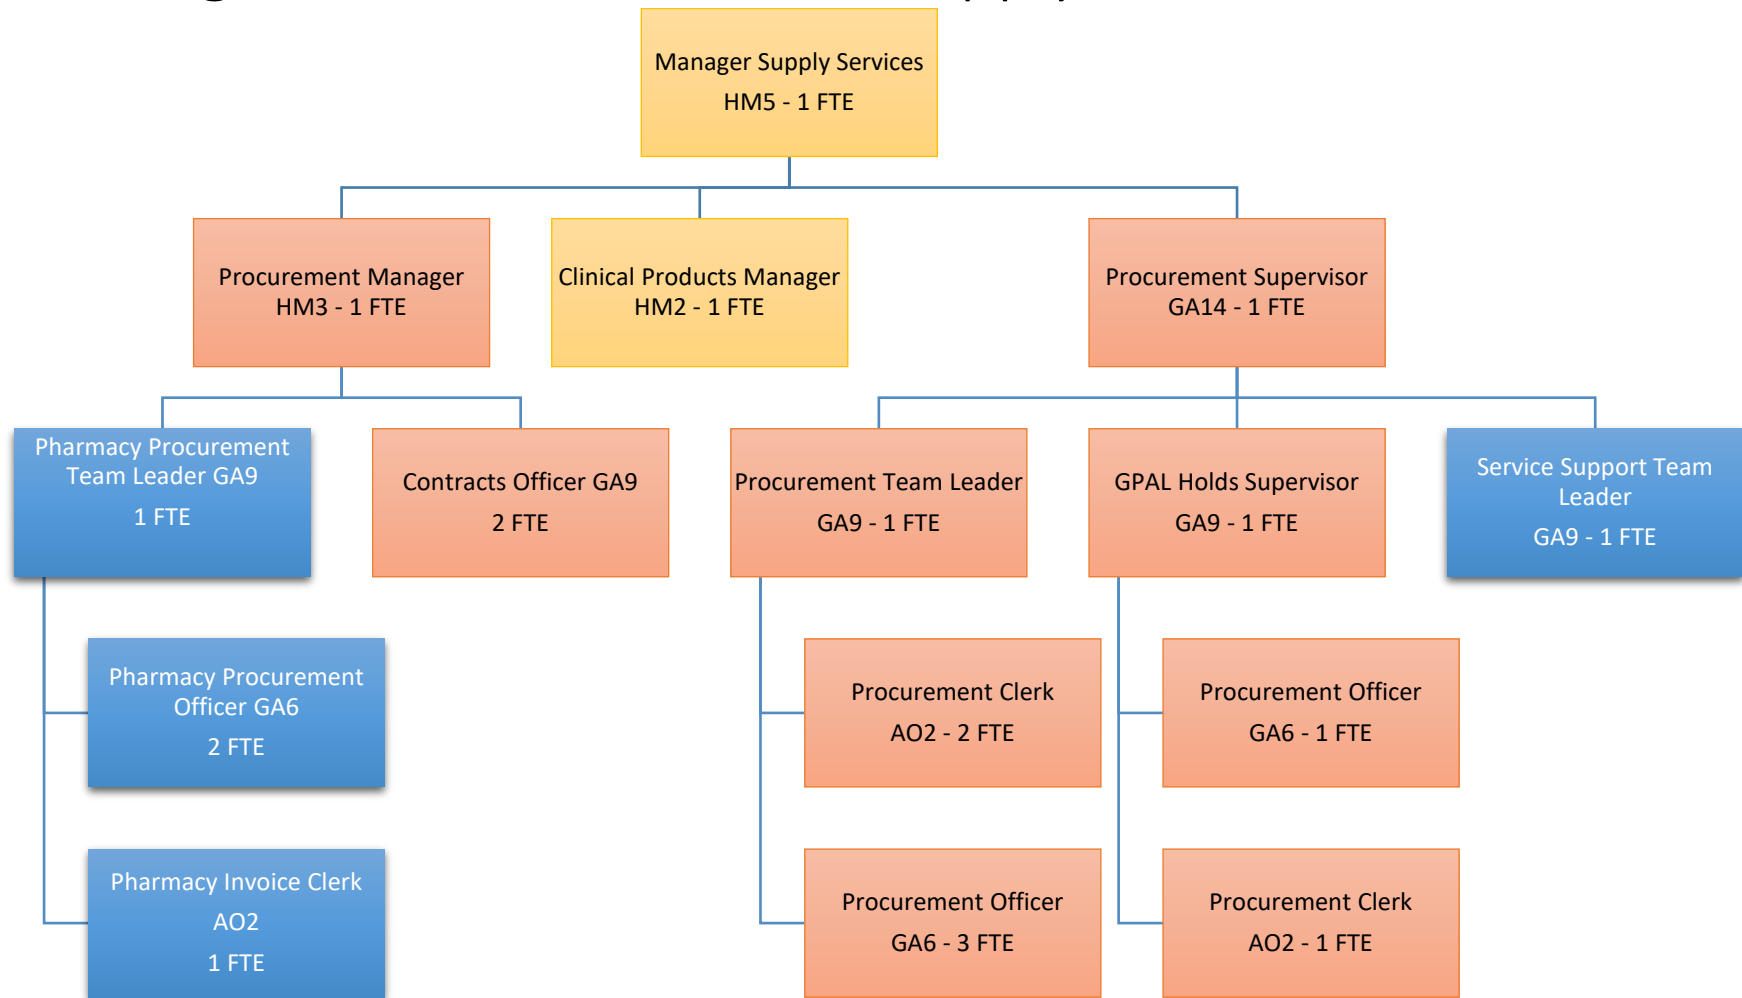 Manager Supply Services
HM5 - 1 FTE
Procurement Manager
HM3 - 1 FTE
Clinical Products Manager
HM2 - 1 FTE
Procurement Supervisor
GA14 - 1 FTE
Pharmacy Procurement
Team Leader GA9
1 FTE
Contracts Officer GA9
2 FTE
Procurement Team Leader
GA9 - 1 FTE
GPAL Holds Supervisor
GA9 - 1 FTE
Service Support Team
Leader
GA9 - 1 FTE
Pharmacy Procurement
Officer GA6
2 FTE
Procurement Clerk
AO2 - 2 FTE
Procurement Officer
GA6 - 1 FTE
Pharmacy Invoice Clerk
AO2
1 FTE
Procurement Officer
GA6 - 3 FTE
Procurement Clerk
AO2 - 1 FTE